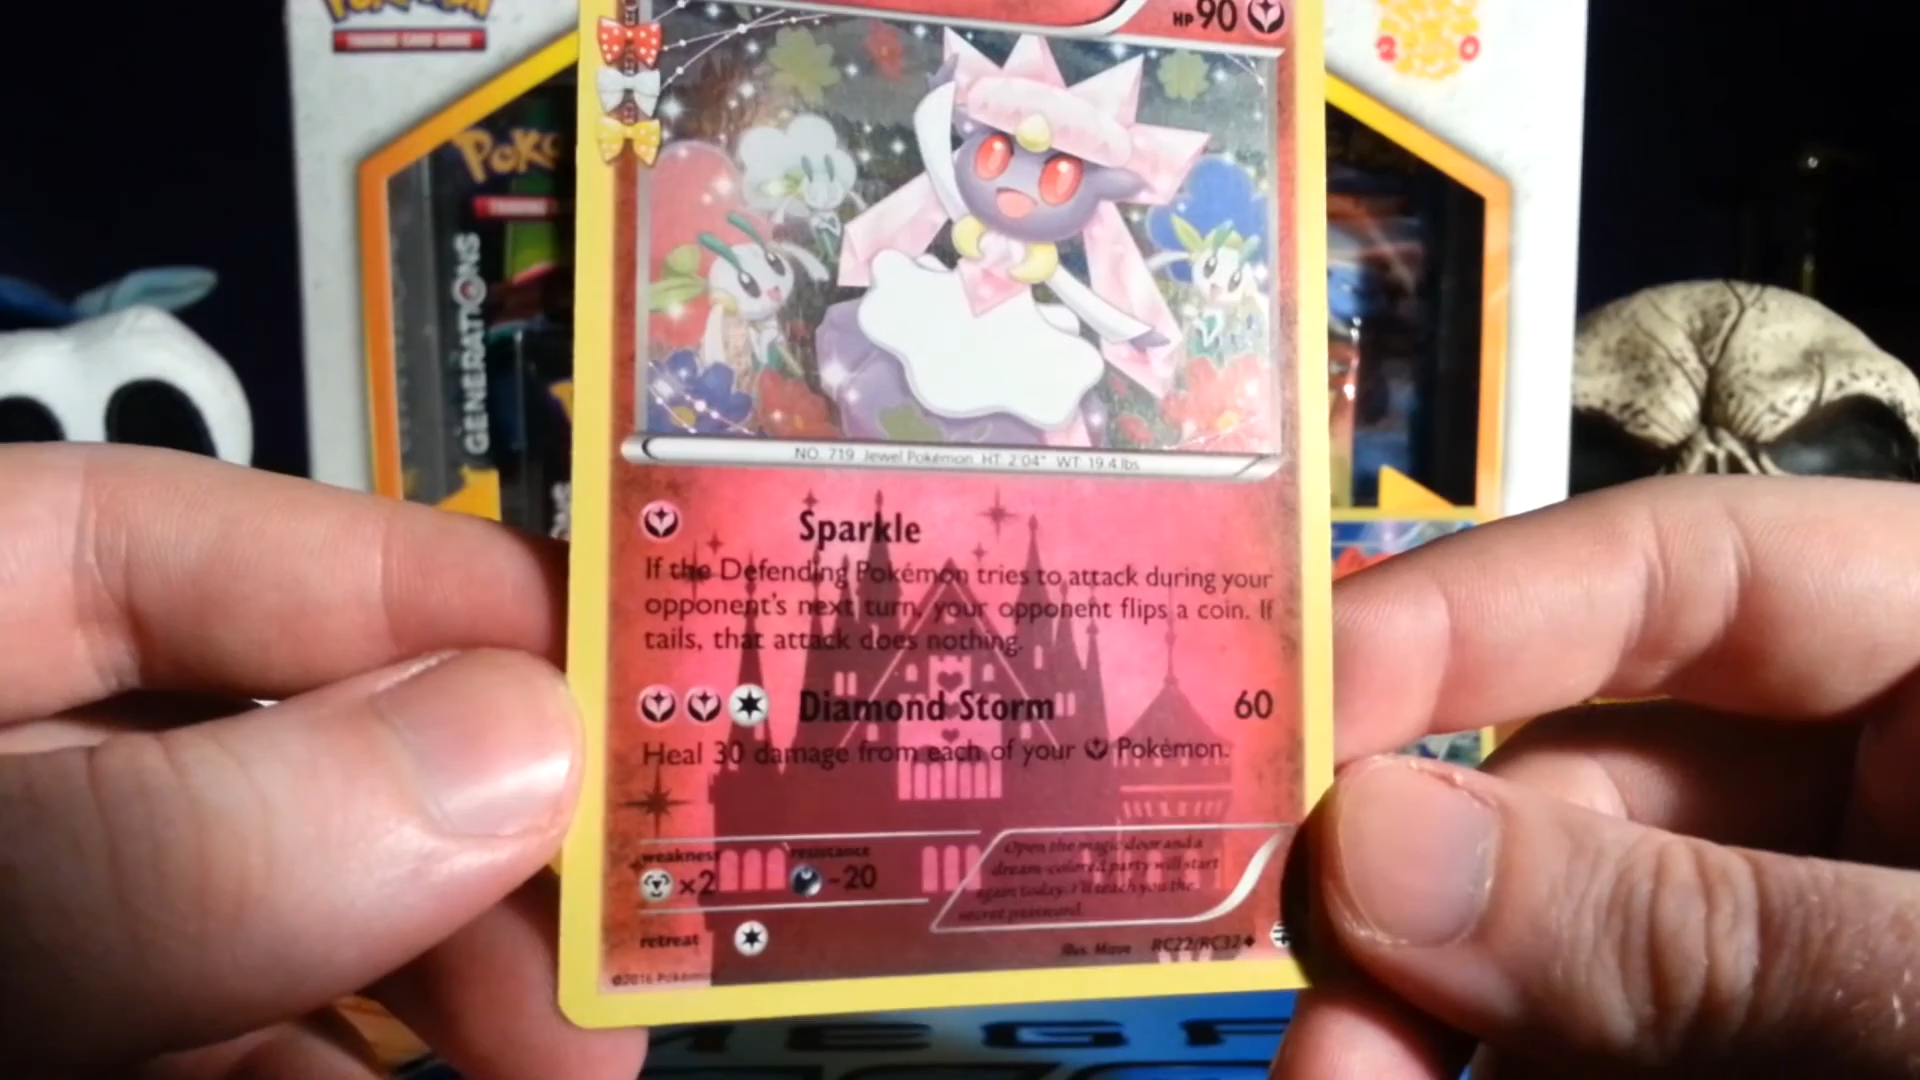 HP 90
20
Poké
GENERATIONS
NO. 719 Jewel Pokémon HT: 2'04" WT: 19.4 lbs
Sparkle
If the Defending Pokémon tries to attack during your
opponent's next turn, your opponent flips a coin. If
tails, that attack does nothing.
Diamond Storm 60
Heal 30 damage from each of your Pokémon.
weakness resistance
×2 -20
Open the magic door and a
dream-colored party will start
again today. I'll teach you the
secret password.
retreat
Illus. RC22/RC32
©2016 Pokémon
MEGA